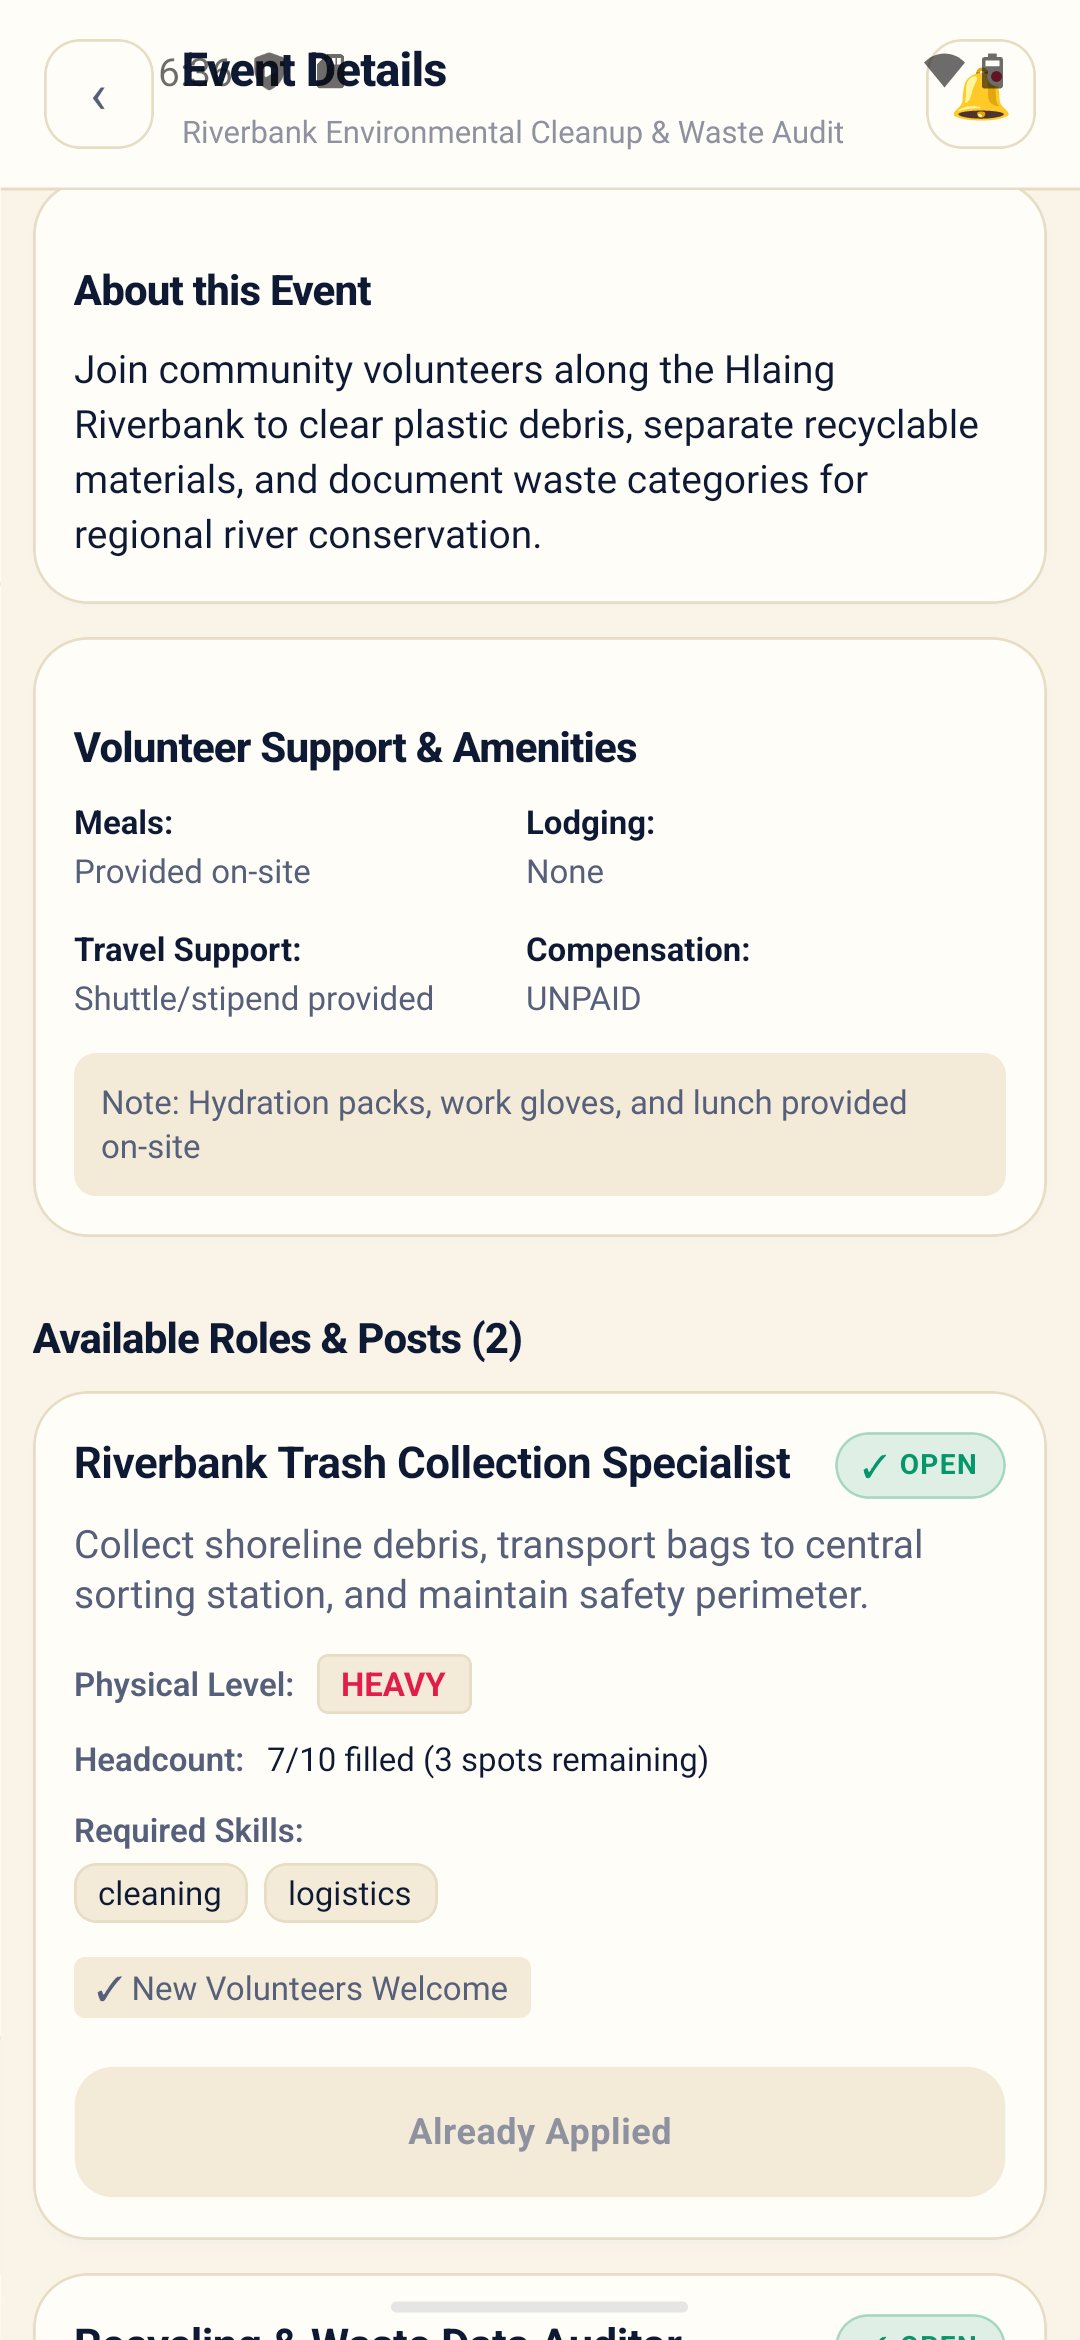 ‹
Event Details
Riverbank Environmental Cleanup & Waste Audit
About this Event
Join community volunteers along the Hlaing
Riverbank to clear plastic debris, separate recyclable
materials, and document waste categories for
regional river conservation.
Volunteer Support & Amenities
Meals:
Provided on-site
Lodging:
None
Travel Support:
Shuttle/stipend provided
Compensation:
UNPAID
Note: Hydration packs, work gloves, and lunch provided
on-site
Available Roles & Posts (2)
Riverbank Trash Collection Specialist
✓ OPEN
Collect shoreline debris, transport bags to central
sorting station, and maintain safety perimeter.
Physical Level: HEAVY
Headcount: 7/10 filled (3 spots remaining)
Required Skills:
cleaning logistics
✓ New Volunteers Welcome
Already Applied
Recycling & Waste Data Auditor
✓ OPEN